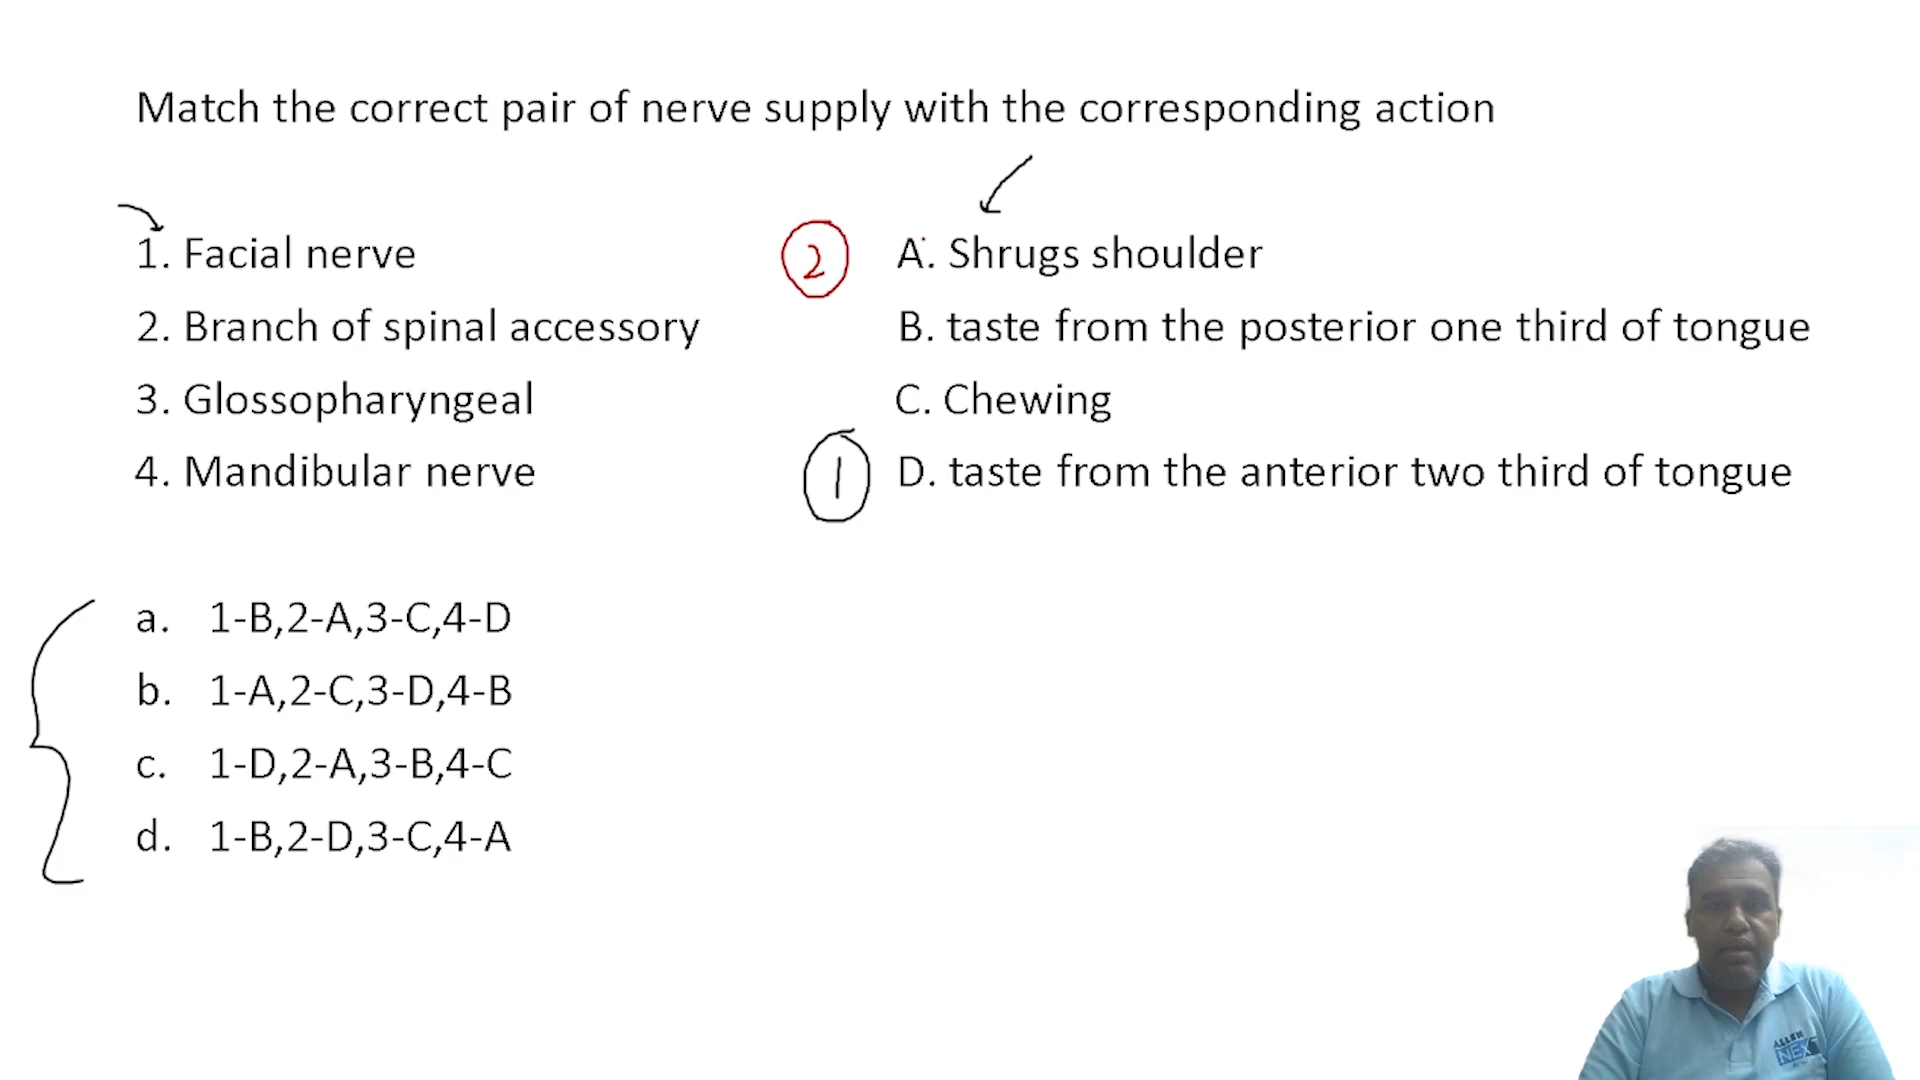 Match the correct pair of nerve supply with the corresponding action
1. Facial nerve
2 A. Shrugs shoulder
2. Branch of spinal accessory
B. taste from the posterior one third of tongue
3. Glossopharyngeal
C. Chewing
4. Mandibular nerve
1 D. taste from the anterior two third of tongue
a. 1-B,2-A,3-C,4-D
b. 1-A,2-C,3-D,4-B
c. 1-D,2-A,3-B,4-C
d. 1-B,2-D,3-C,4-A
ALLEN
NEXT